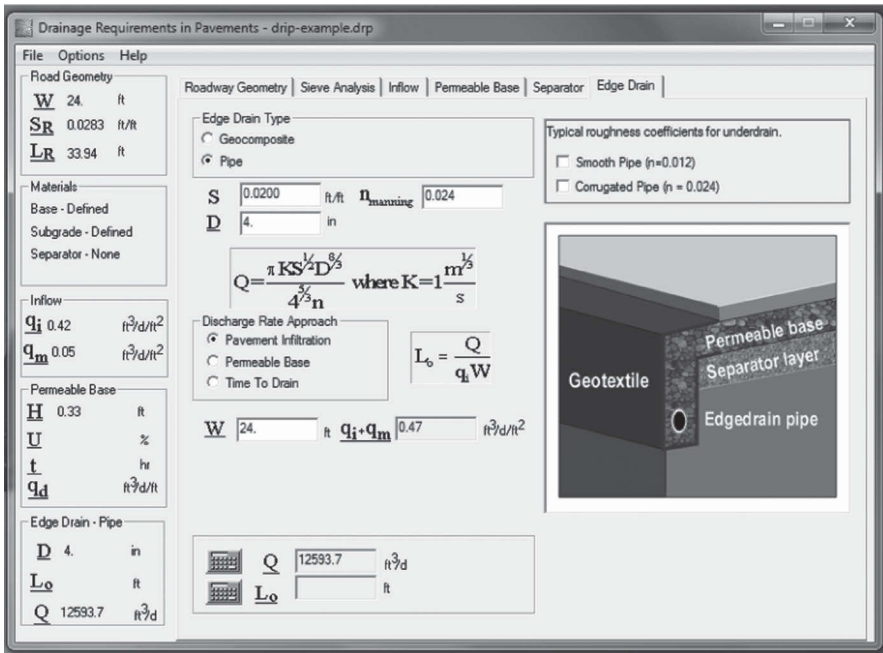 Drainage Requirements in Pavements - drip-example.drp
File Options Help
Road Geometry
W 24. ft
SR 0.0283 ft/ft
LR 33.94 ft
Materials
Base - Defined
Subgrade - Defined
Separator - None
Inflow
qi 0.42 ft³/d/ft²
qm 0.05 ft³/d/ft²
Permeable Base
H 0.33 ft
U %
t hr
qd ft³/d/ft
Edge Drain - Pipe
D 4. in
Lo ft
Q 12593.7 ft³/d
Roadway Geometry Sieve Analysis Inflow Permeable Base Separator Edge Drain
Edge Drain Type
Geocomposite
Pipe
S 0.0200 ft/ft nmanning 0.024
D 4. in
Q=πKS^½D^8/3 / 4^5/3n where K=1 m^⅓/s
Discharge Rate Approach
Pavement Infiltration
Permeable Base
Time To Drain
Lo = Q / qiW
W 24. ft qi+qm 0.47 ft³/d/ft²
Q 12593.7 ft³/d
Lo ft
Typical roughness coefficients for underdrain.
Smooth Pipe (n=0.012)
Corrugated Pipe (n = 0.024)
Permeable base
Separator layer
Geotextile
Edgedrain pipe